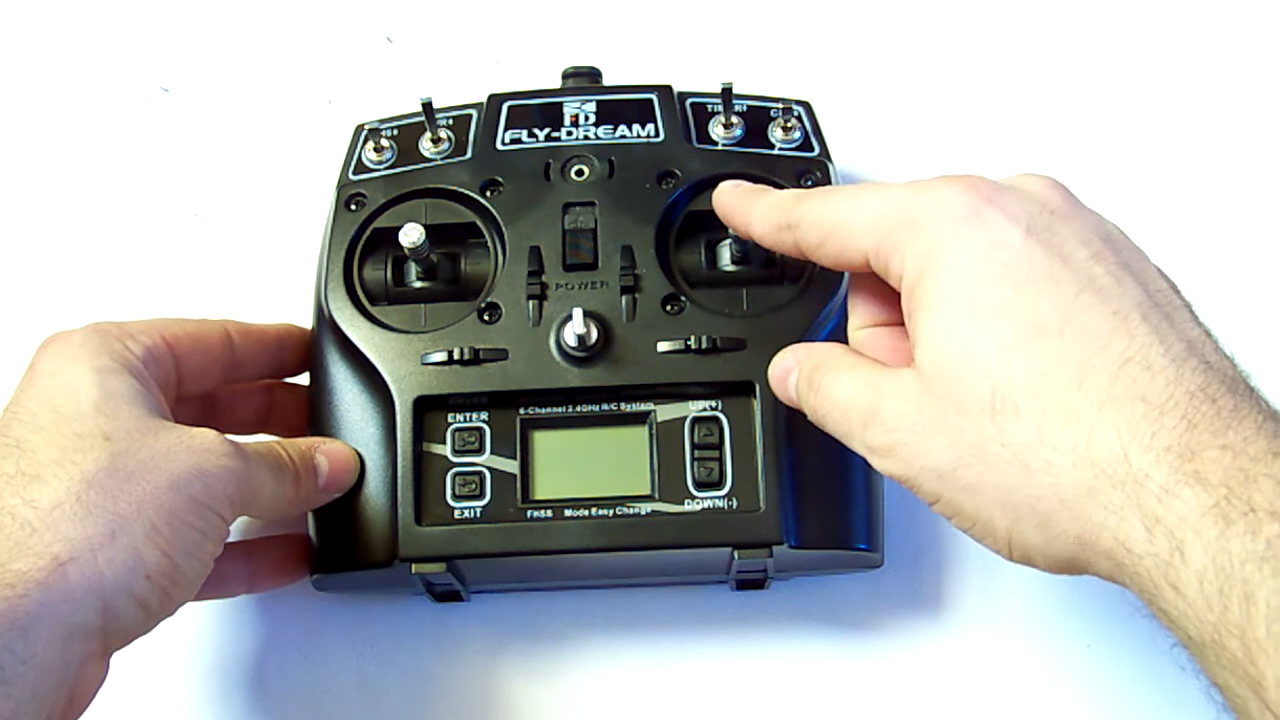 FD
FLY-DREAM
POWER
6-Channel 2.4GHz R/C System
ENTER
UP(+)
EXIT
DOWN(-)
FHSS Mode Easy Change